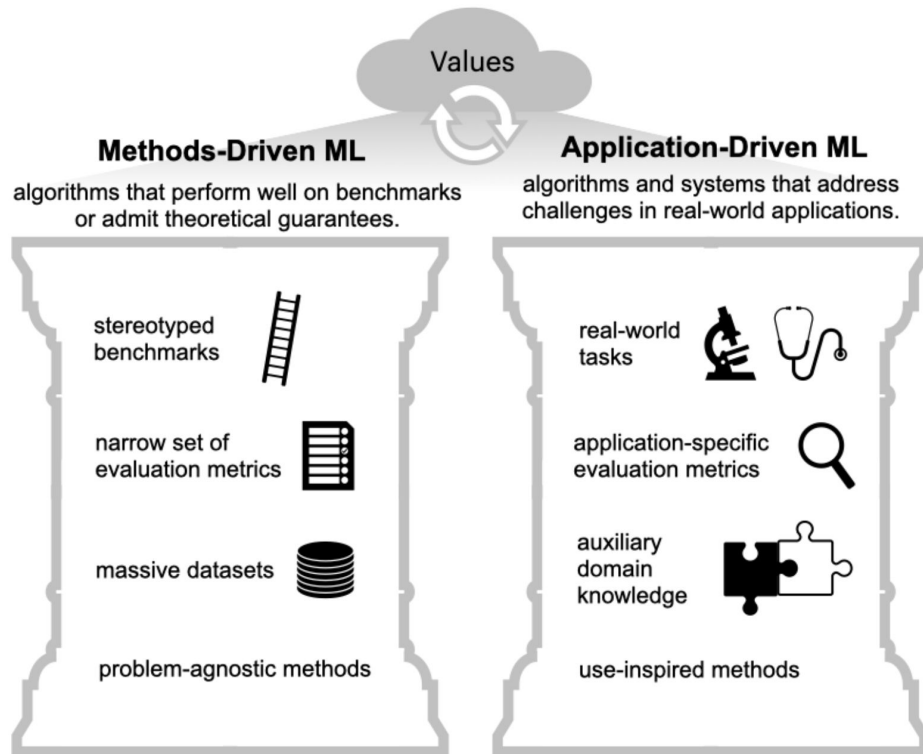 Values
Methods-Driven ML
algorithms that perform well on benchmarks
or admit theoretical guarantees.
stereotyped
benchmarks
narrow set of
evaluation metrics
massive datasets
problem-agnostic methods
Application-Driven ML
algorithms and systems that address
challenges in real-world applications.
real-world
tasks
application-specific
evaluation metrics
auxiliary
domain
knowledge
use-inspired methods